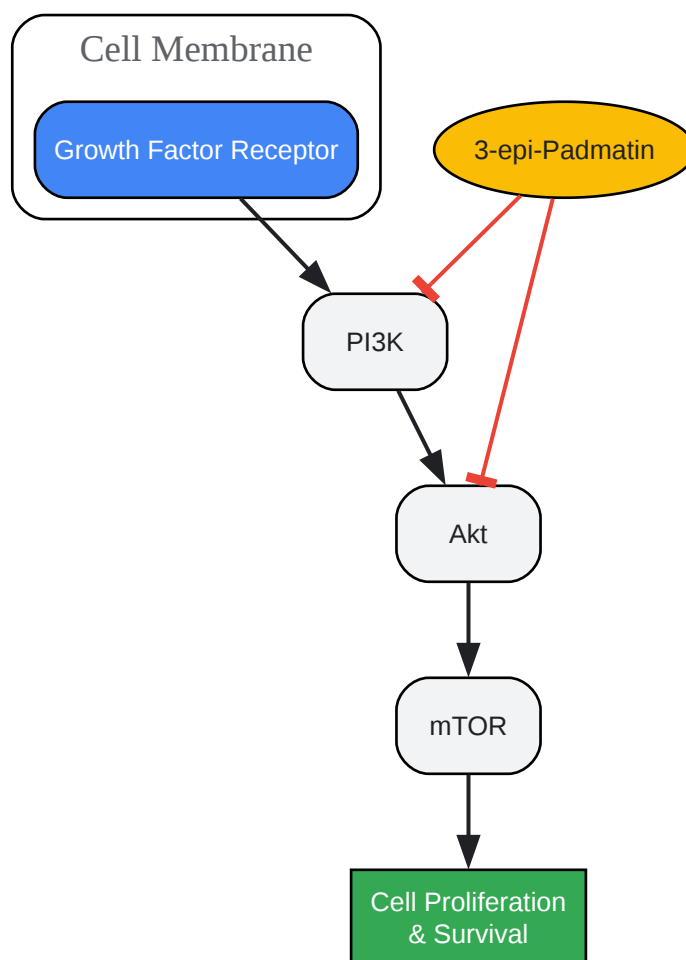 Cell Membrane
Growth Factor Receptor
3-epi-Padmatin
PI3K
Akt
mTOR
Cell Proliferation
& Survival